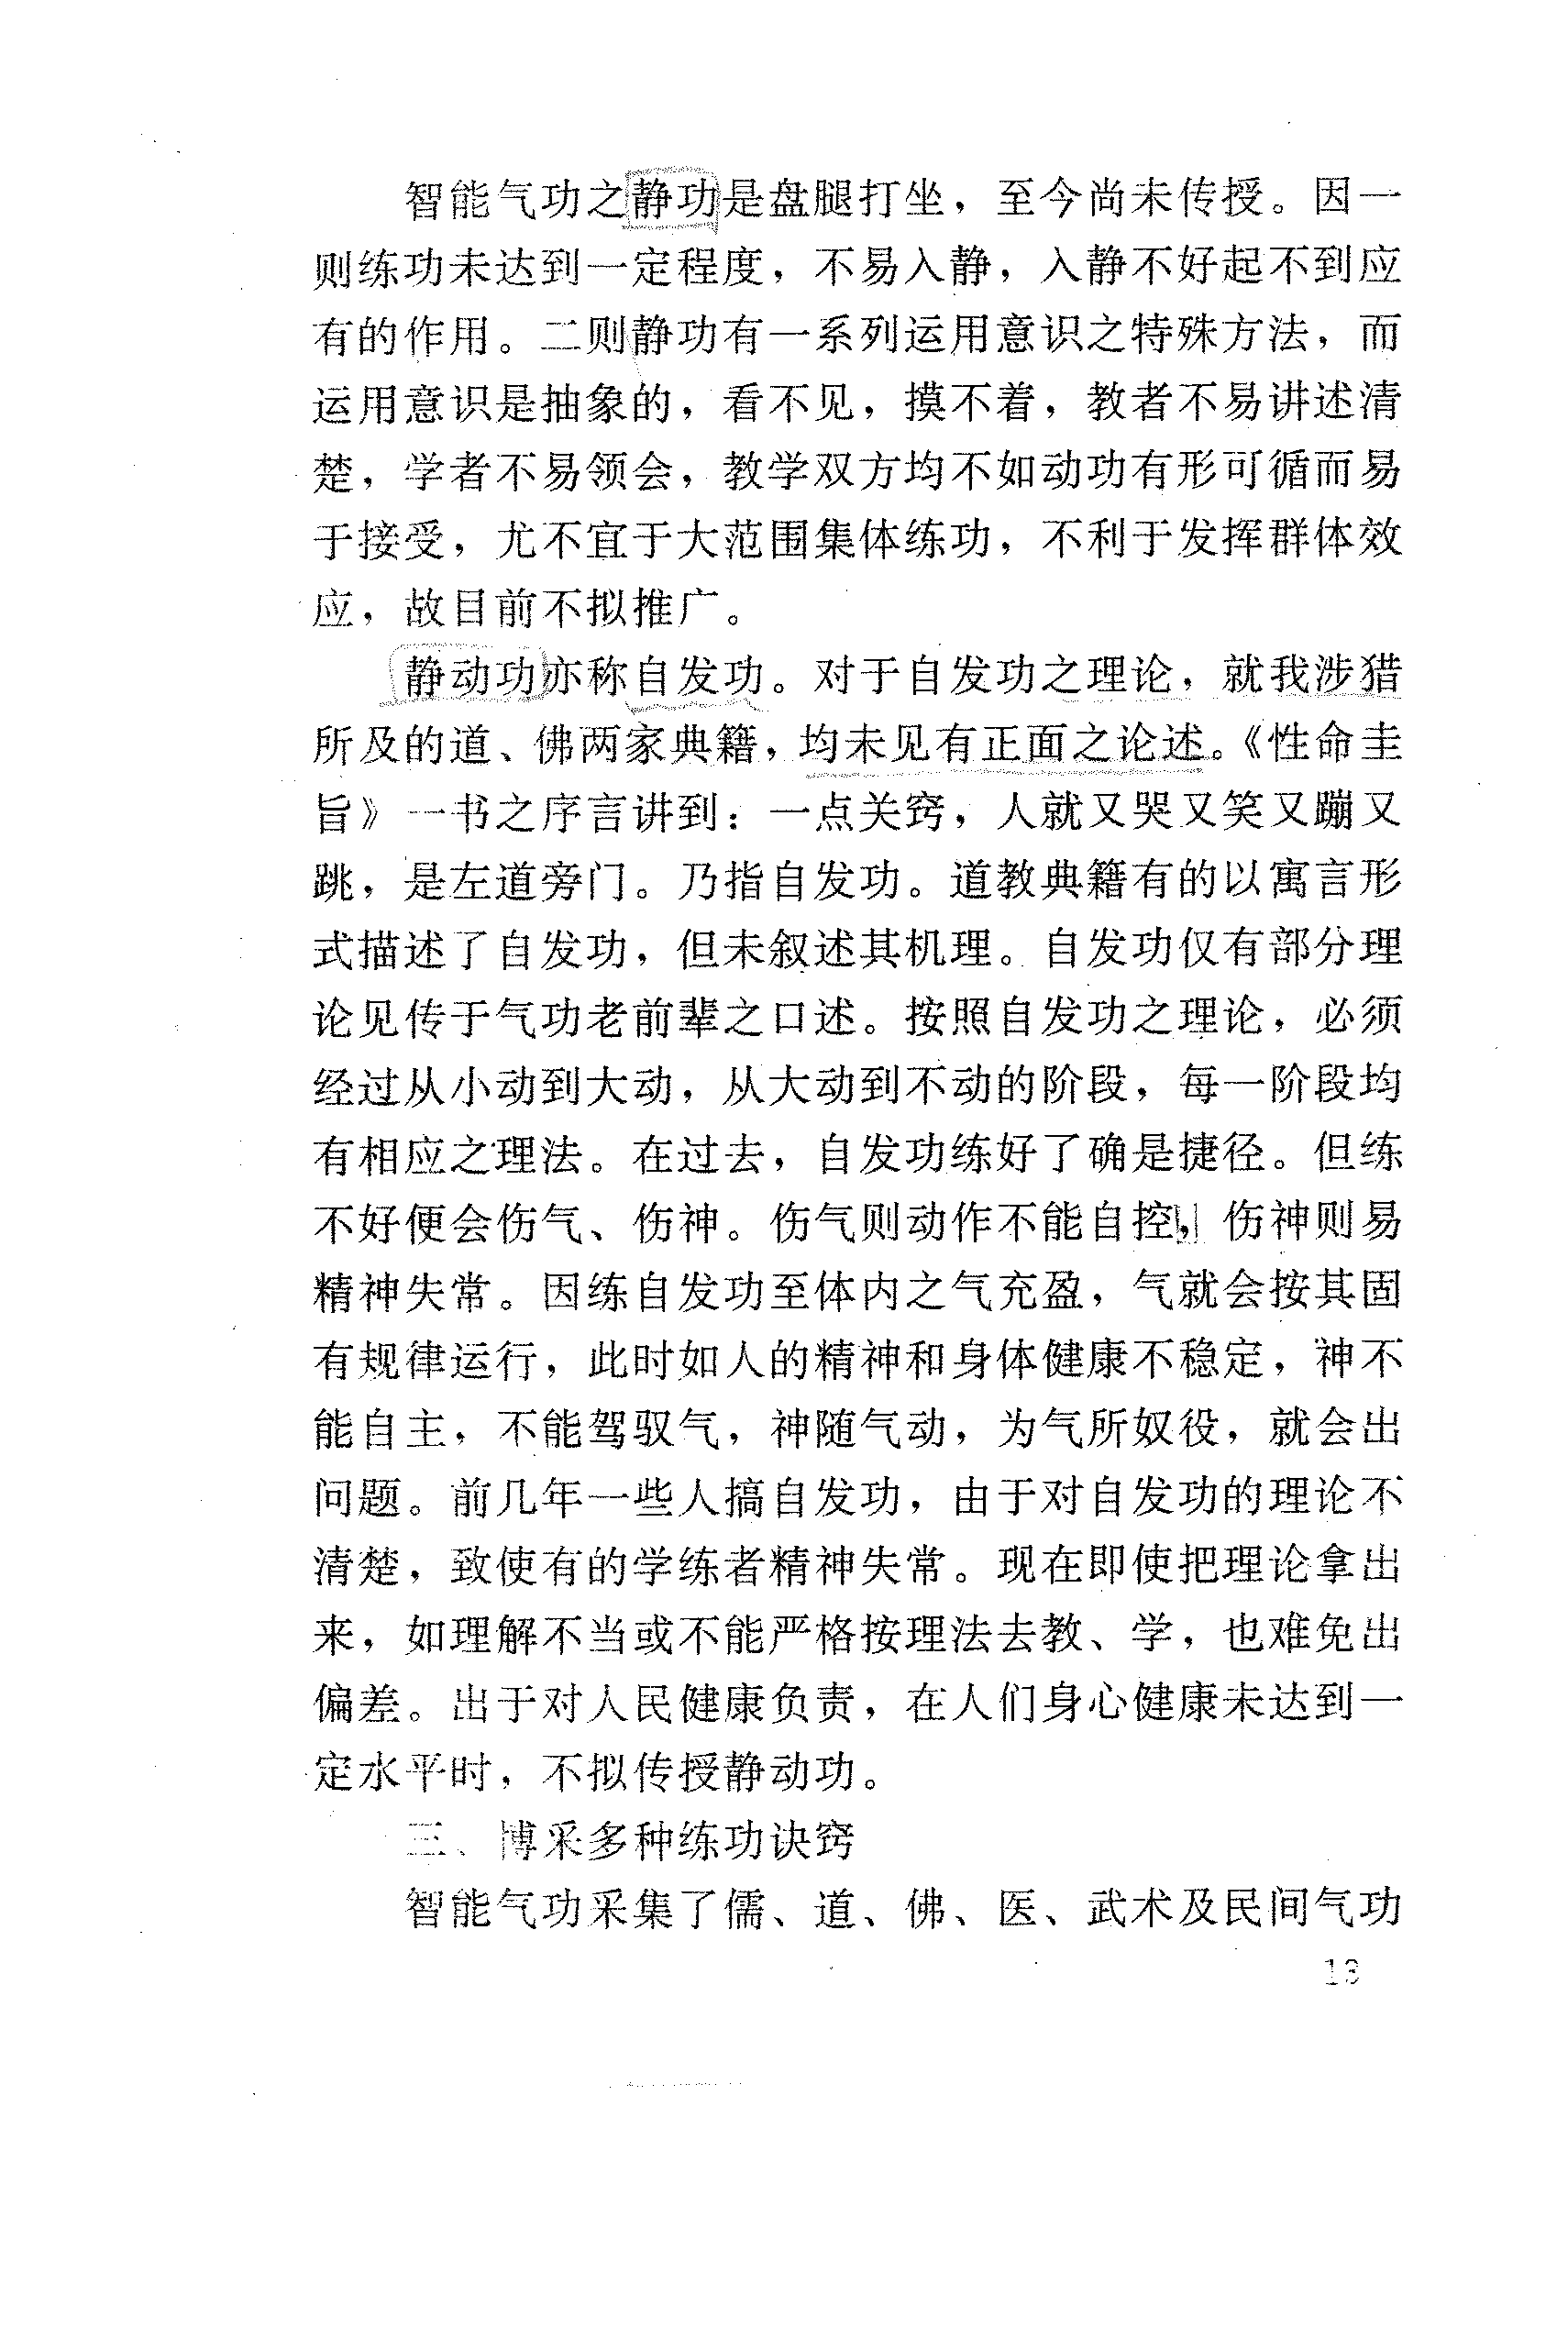 智能气功之静功是盘腿打坐，至今尚未传授。因一
则练功未达到一定程度，不易入静，入静不好起不到应
有的作用。二则静功有一系列运用意识之特殊方法，而
运用意识是抽象的，看不见，摸不着，教者不易讲述清
楚，学者不易领会，教学双方均不如动功有形可循而易
于接受，尤不宜于大范围集体练功，不利于发挥群体效
应，故目前不拟推广。
静动功亦称自发功。对于自发功之理论，就我涉猎
所及的道、佛两家典籍，均未见有正面之论述。《性命圭
旨》一书之序言讲到：一点关窍，人就又哭又笑又蹦又
跳，是左道旁门。乃指自发功。道教典籍有的以寓言形
式描述了自发功，但未叙述其机理。自发功仅有部分理
论见传于气功老前辈之口述。按照自发功之理论，必须
经过从小动到大动，从大动到不动的阶段，每一阶段均
有相应之理法。在过去，自发功练好了确是捷径。但练
不好便会伤气、伤神。伤气则动作不能自控，伤神则易
精神失常。因练自发功至体内之气充盈，气就会按其固
有规律运行，此时如人的精神和身体健康不稳定，神不
能自主，不能驾驭气，神随气动，为气所奴役，就会出
问题。前几年一些人搞自发功，由于对自发功的理论不
清楚，致使有的学练者精神失常。现在即使把理论拿出
来，如理解不当或不能严格按理法去教、学，也难免出
偏差。出于对人民健康负责，在人们身心健康未达到一
定水平时，不拟传授静动功。
三、博采多种练功诀窍
智能气功采集了儒、道、佛、医、武术及民间气功
13